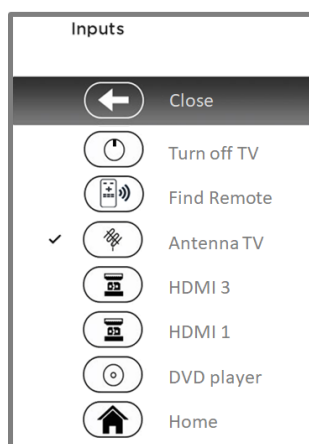 Inputs
Close
Turn off TV
Find Remote
Antenna TV
HDMI 3
HDMI 1
DVD player
Home